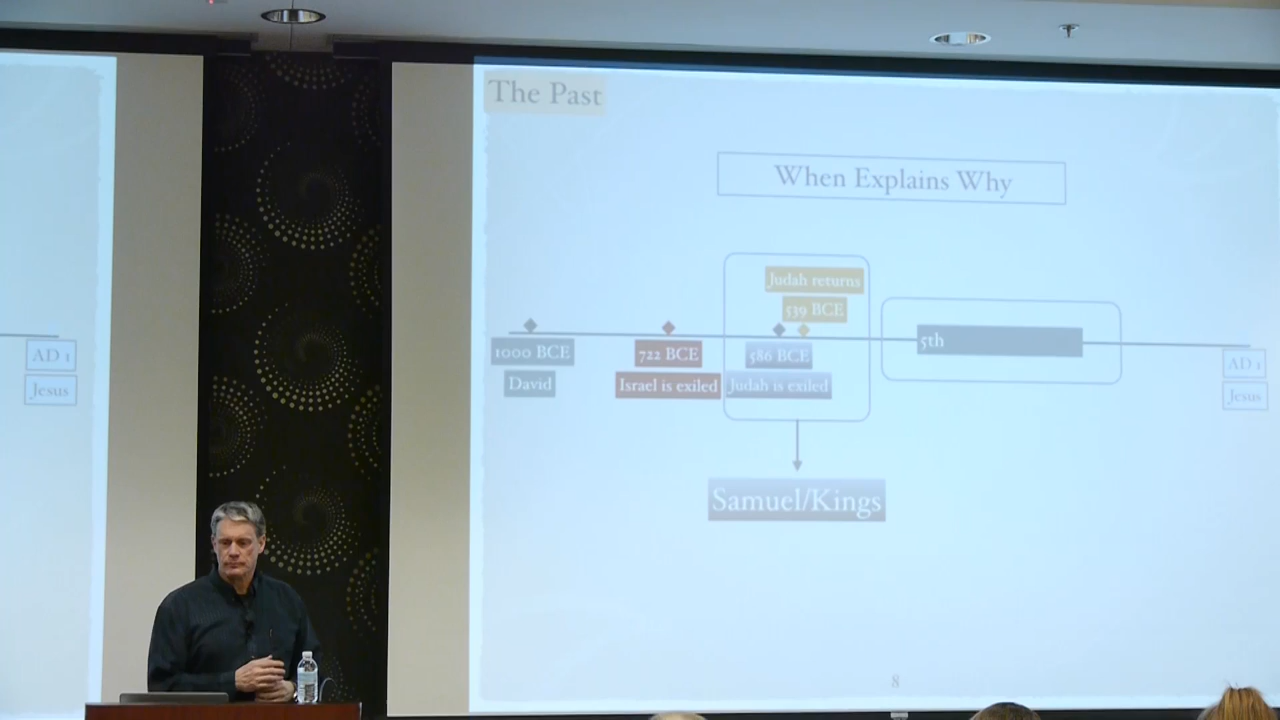 The Past
When Explains Why
Judah returns
539 BCE
1000 BCE
David
722 BCE
Israel is exiled
586 BCE
Judah is exiled
5th
AD 1
Jesus
Samuel/Kings
8
AD 1
Jesus